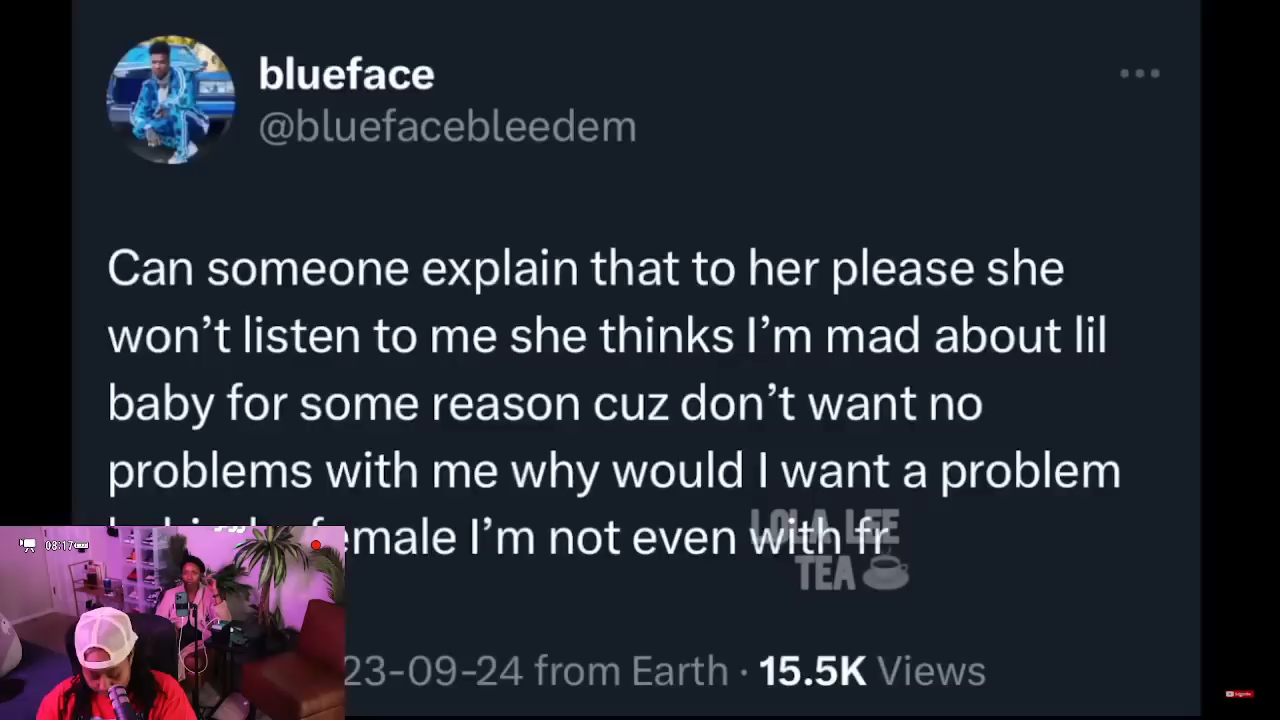 blueface
@bluefacebleedem
Can someone explain that to her please she
won't listen to me she thinks I'm mad about lil
baby for some reason cuz don't want no
problems with me why would I want a problem
I'm not even with fr
LOLA LEE
TEA
08:17
23-09-24 from Earth · 15.5K Views